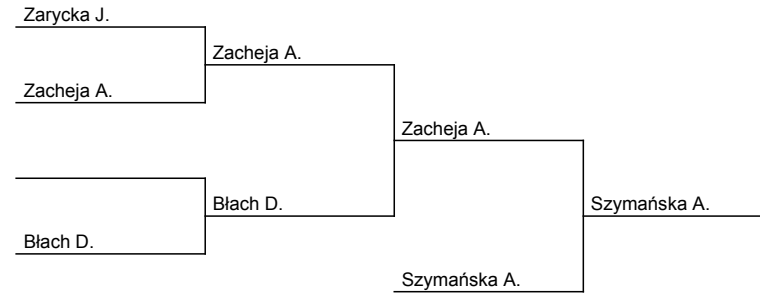 Zarycka J.
Zacheja A.
Zacheja A.
Zacheja A.
Błach D.
Szymańska A.
Błach D.
Szymańska A.